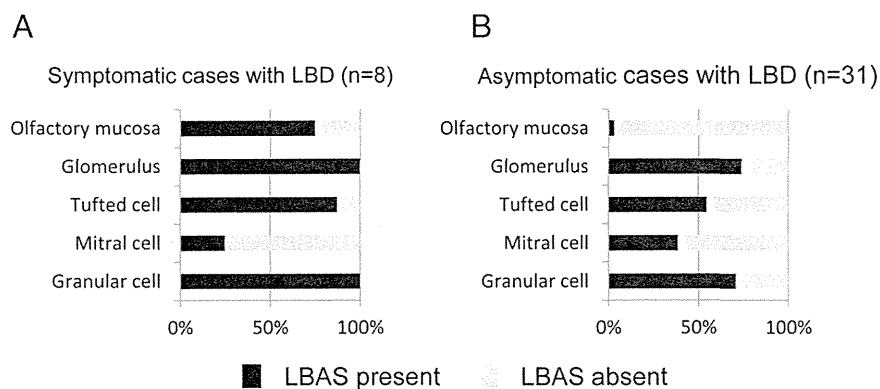 A
Symptomatic cases with LBD (n=8)
Olfactory mucosa
Glomerulus
Tufted cell
Mitral cell
Granular cell
0% 50% 100%
B
Asymptomatic cases with LBD (n=31)
Olfactory mucosa
Glomerulus
Tufted cell
Mitral cell
Granular cell
0% 50% 100%
LBAS present LBAS absent